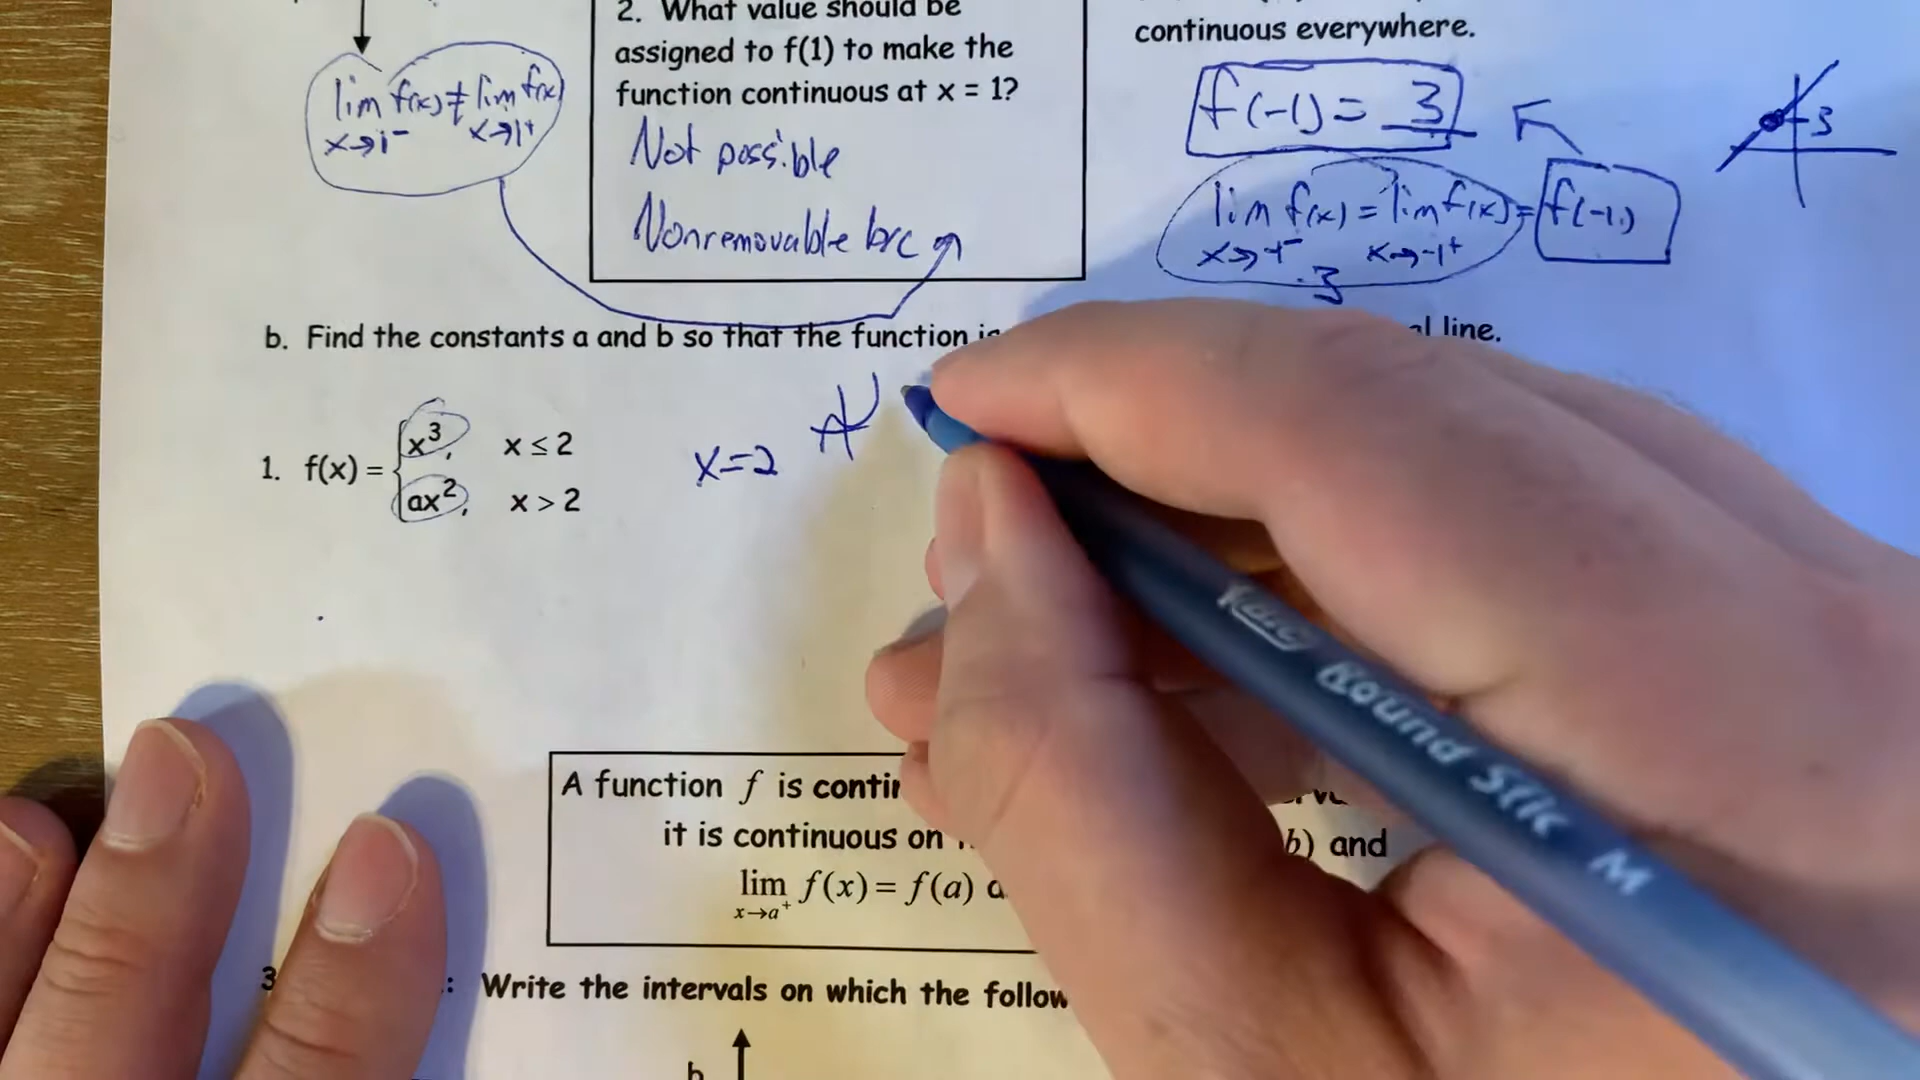 2. What value should be
assigned to f(1) to make the
function continuous at x = 1?
Not possible
Nonremovable b/c
lim f(x) ≠ lim f(x)
x→1⁻ x→1⁺
continuous everywhere.
f(-1) = 3
3
lim f(x) = lim f(x) = f(-1)
x→-1⁻ x→-1⁺
3
b. Find the constants a and b so that the function
line.
1. f(x) = { x³, x ≤ 2
ax², x > 2
x=2
A function f is
it is continuous on
b) and
lim f(x) = f(a)
x→a⁺
3
: Write the intervals on which the
b
Round Stic M